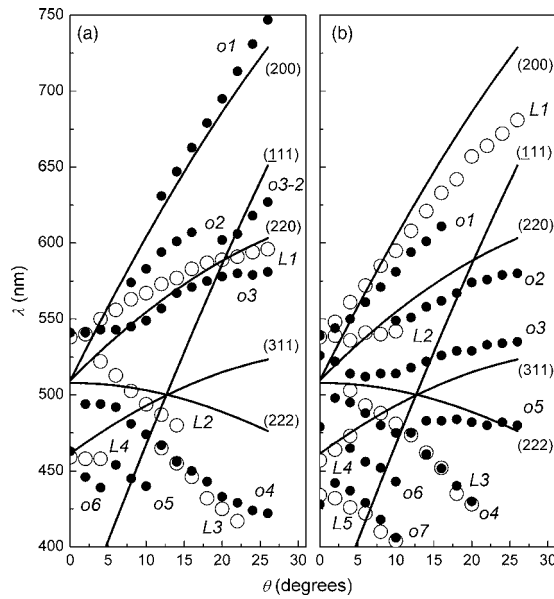 λ (nm)
750
700
650
600
550
500
450
400
(a)
o1
(200)
(1̲11)
o3-2
o2
(220)
L1
o3
(311)
(222)
L2
L4
o6
o5
o4
L3
0 5 10 15 20 25 30
(b)
(200)
L1
(1̲11)
o1
(220)
o2
L2
o3
(311)
o5
(222)
L4
L3
o6
o4
L5
o7
0 5 10 15 20 25 30
θ (degrees)